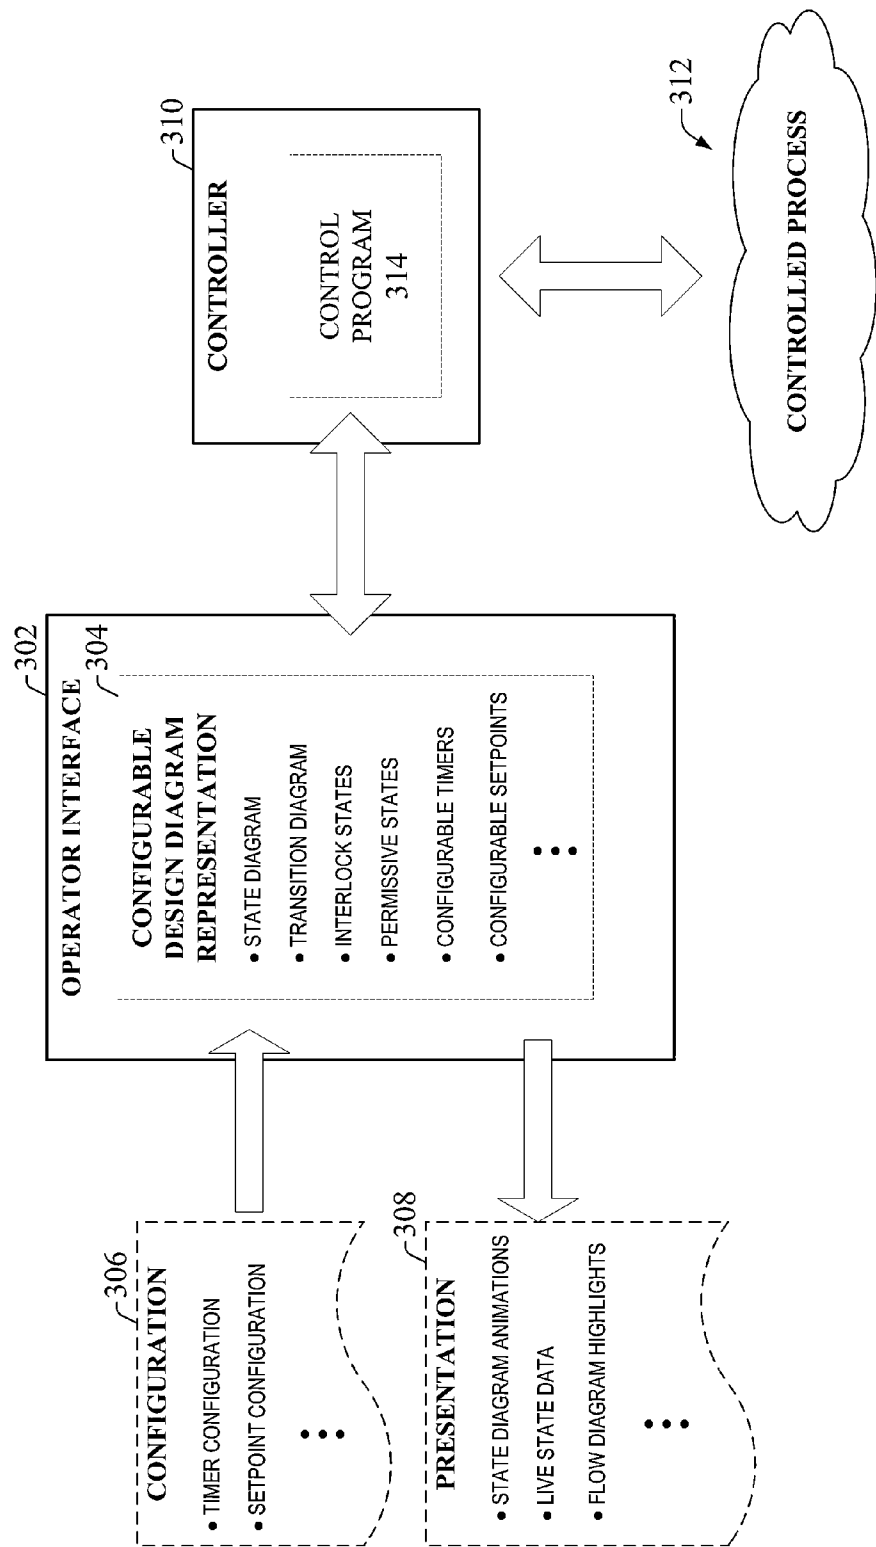 306
CONFIGURATION
• TIMER CONFIGURATION
• SETPOINT CONFIGURATION
•••
308
PRESENTATION
• STATE DIAGRAM ANIMATIONS
• LIVE STATE DATA
• FLOW DIAGRAM HIGHLIGHTS
•••
302
OPERATOR INTERFACE
304
CONFIGURABLE
DESIGN DIAGRAM
REPRESENTATION
• STATE DIAGRAM
• TRANSITION DIAGRAM
• INTERLOCK STATES
• PERMISSIVE STATES
• CONFIGURABLE TIMERS
• CONFIGURABLE SETPOINTS
•••
310
CONTROLLER
CONTROL
PROGRAM
314
312
CONTROLLED PROCESS